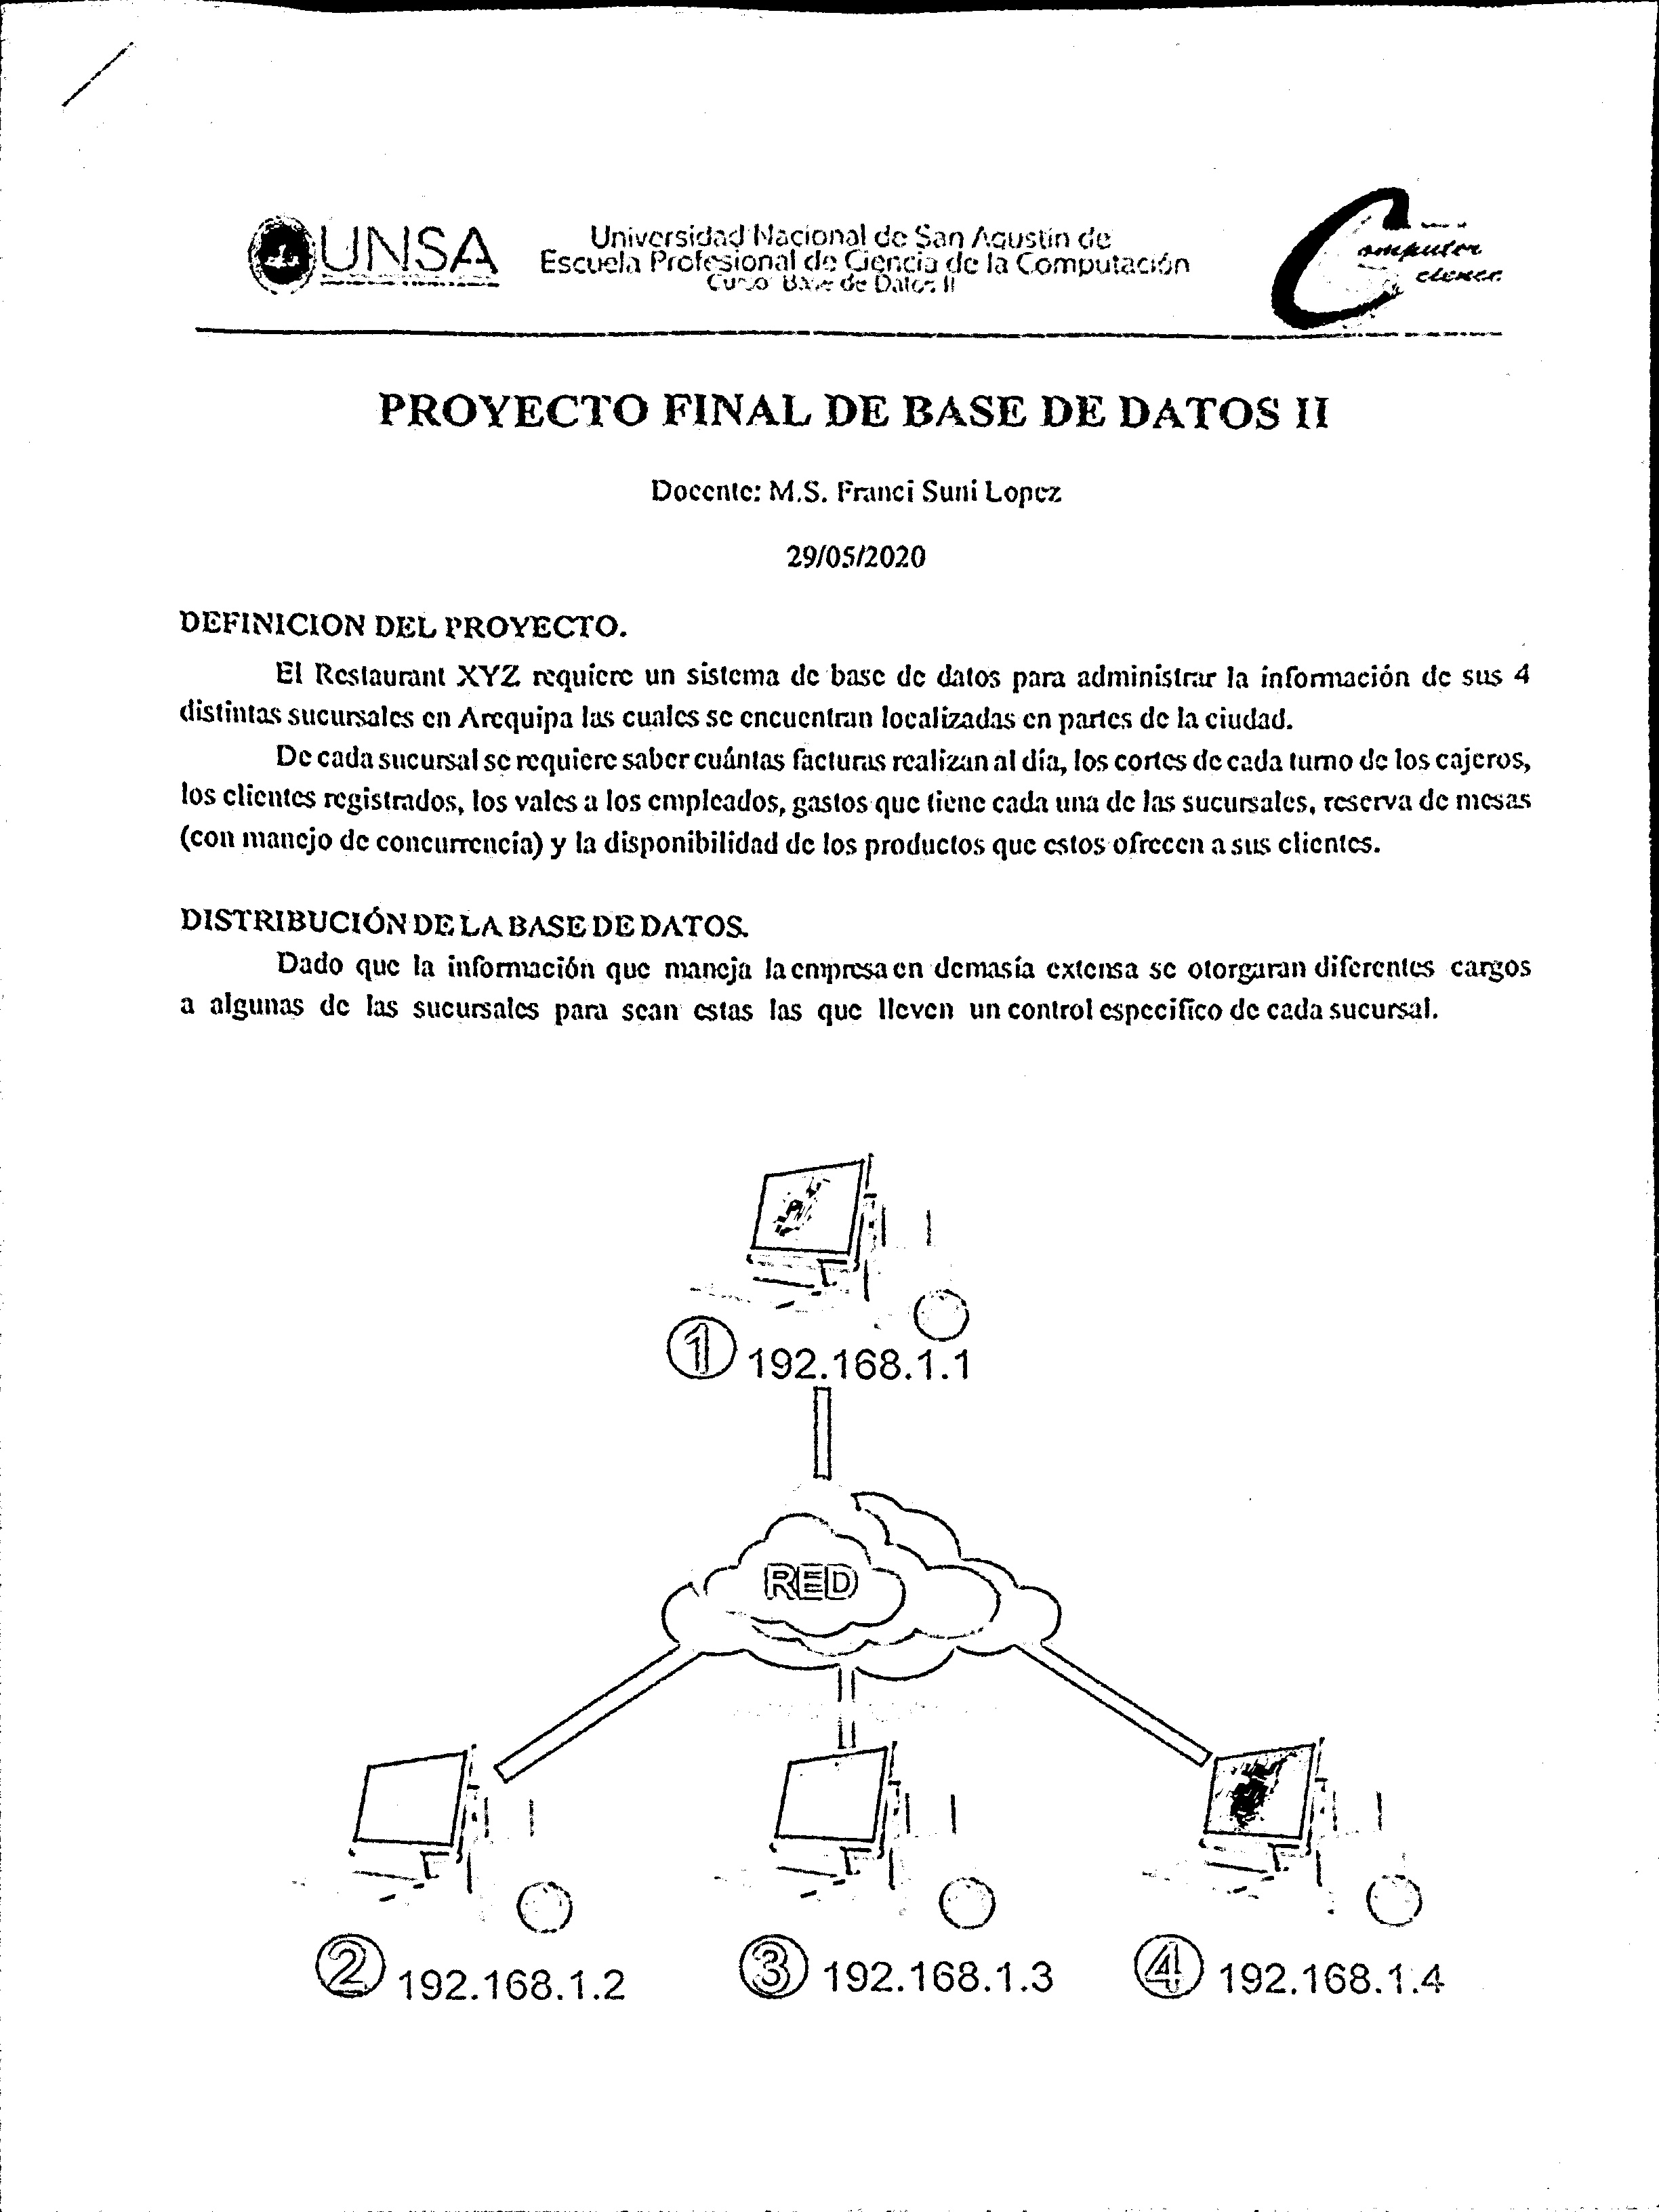 UNSA
Universidad Nacional de San Agustín de
Escuela Profesional de Ciencia de la Computación
Curso: Base de Datos II
Computer
PROYECTO FINAL DE BASE DE DATOS II
Docente: M.S. Franci Suni Lopez
29/05/2020
DEFINICION DEL PROYECTO.
El Restaurant XYZ requiere un sistema de base de datos para administrar la información de sus 4
distintas sucursales en Arequipa las cuales se encuentran localizadas en partes de la ciudad.
De cada sucursal se requiere saber cuántas facturas realizan al día, los cortes de cada turno de los cajeros,
los clientes registrados, los vales a los empleados, gastos que tiene cada una de las sucursales, reserva de mesas
(con manejo de concurrencia) y la disponibilidad de los productos que estos ofrecen a sus clientes.
DISTRIBUCIÓN DE LA BASE DE DATOS.
Dado que la información que maneja la empresa en demasía extensa se otorgaran diferentes cargos
a algunas de las sucursales para sean estas las que lleven un control específico de cada sucursal.
1 192.168.1.1
RED
2 192.168.1.2
3 192.168.1.3
4 192.168.1.4